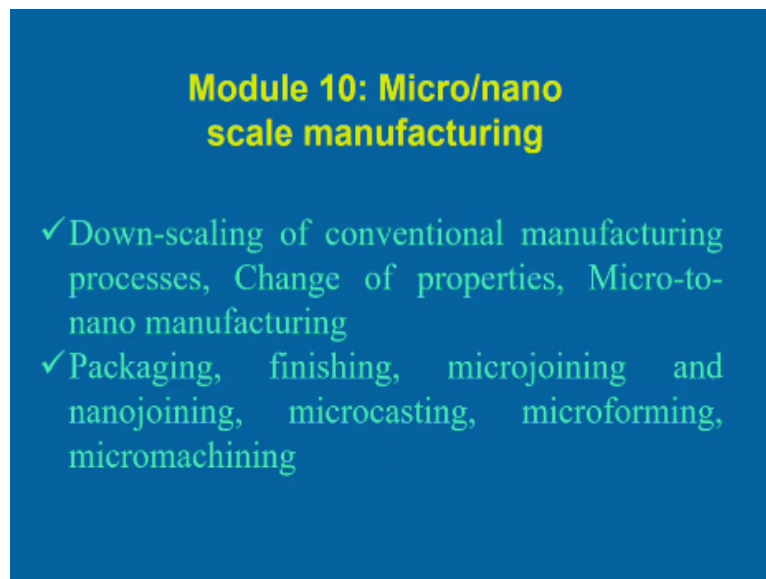 Module 10: Micro/nano
scale manufacturing
✓Down-scaling of conventional manufacturing
processes, Change of properties, Micro-to-
nano manufacturing
✓Packaging, finishing, microjoining and
nanojoining, microcasting, microforming,
micromachining